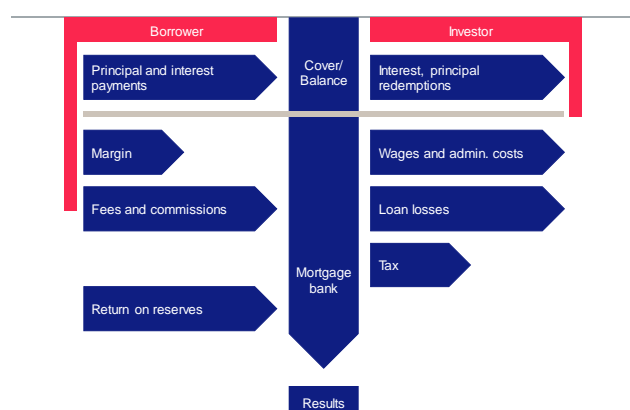 Borrower
Investor
Principal and interest
payments
Cover/
Balance
Interest, principal
redemptions
Margin
Wages and admin. costs
Fees and commissions
Loan losses
Mortgage
bank
Tax
Return on reserves
Results